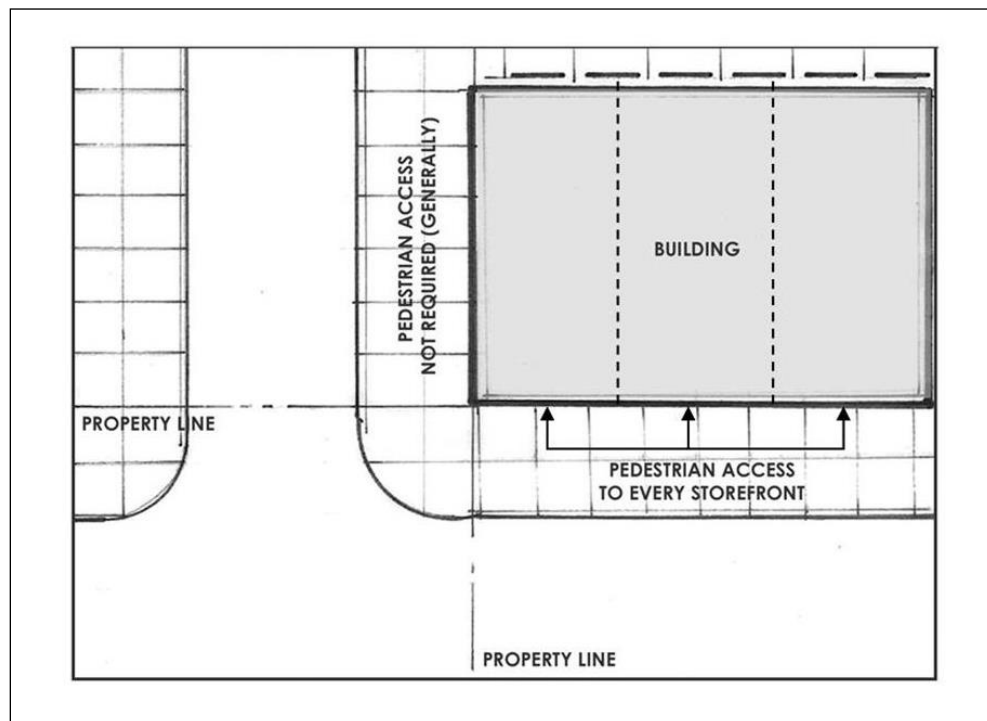 PEDESTRIAN ACCESS
NOT REQUIRED (GENERALLY)
BUILDING
PROPERTY LINE
PEDESTRIAN ACCESS
TO EVERY STOREFRONT
PROPERTY LINE